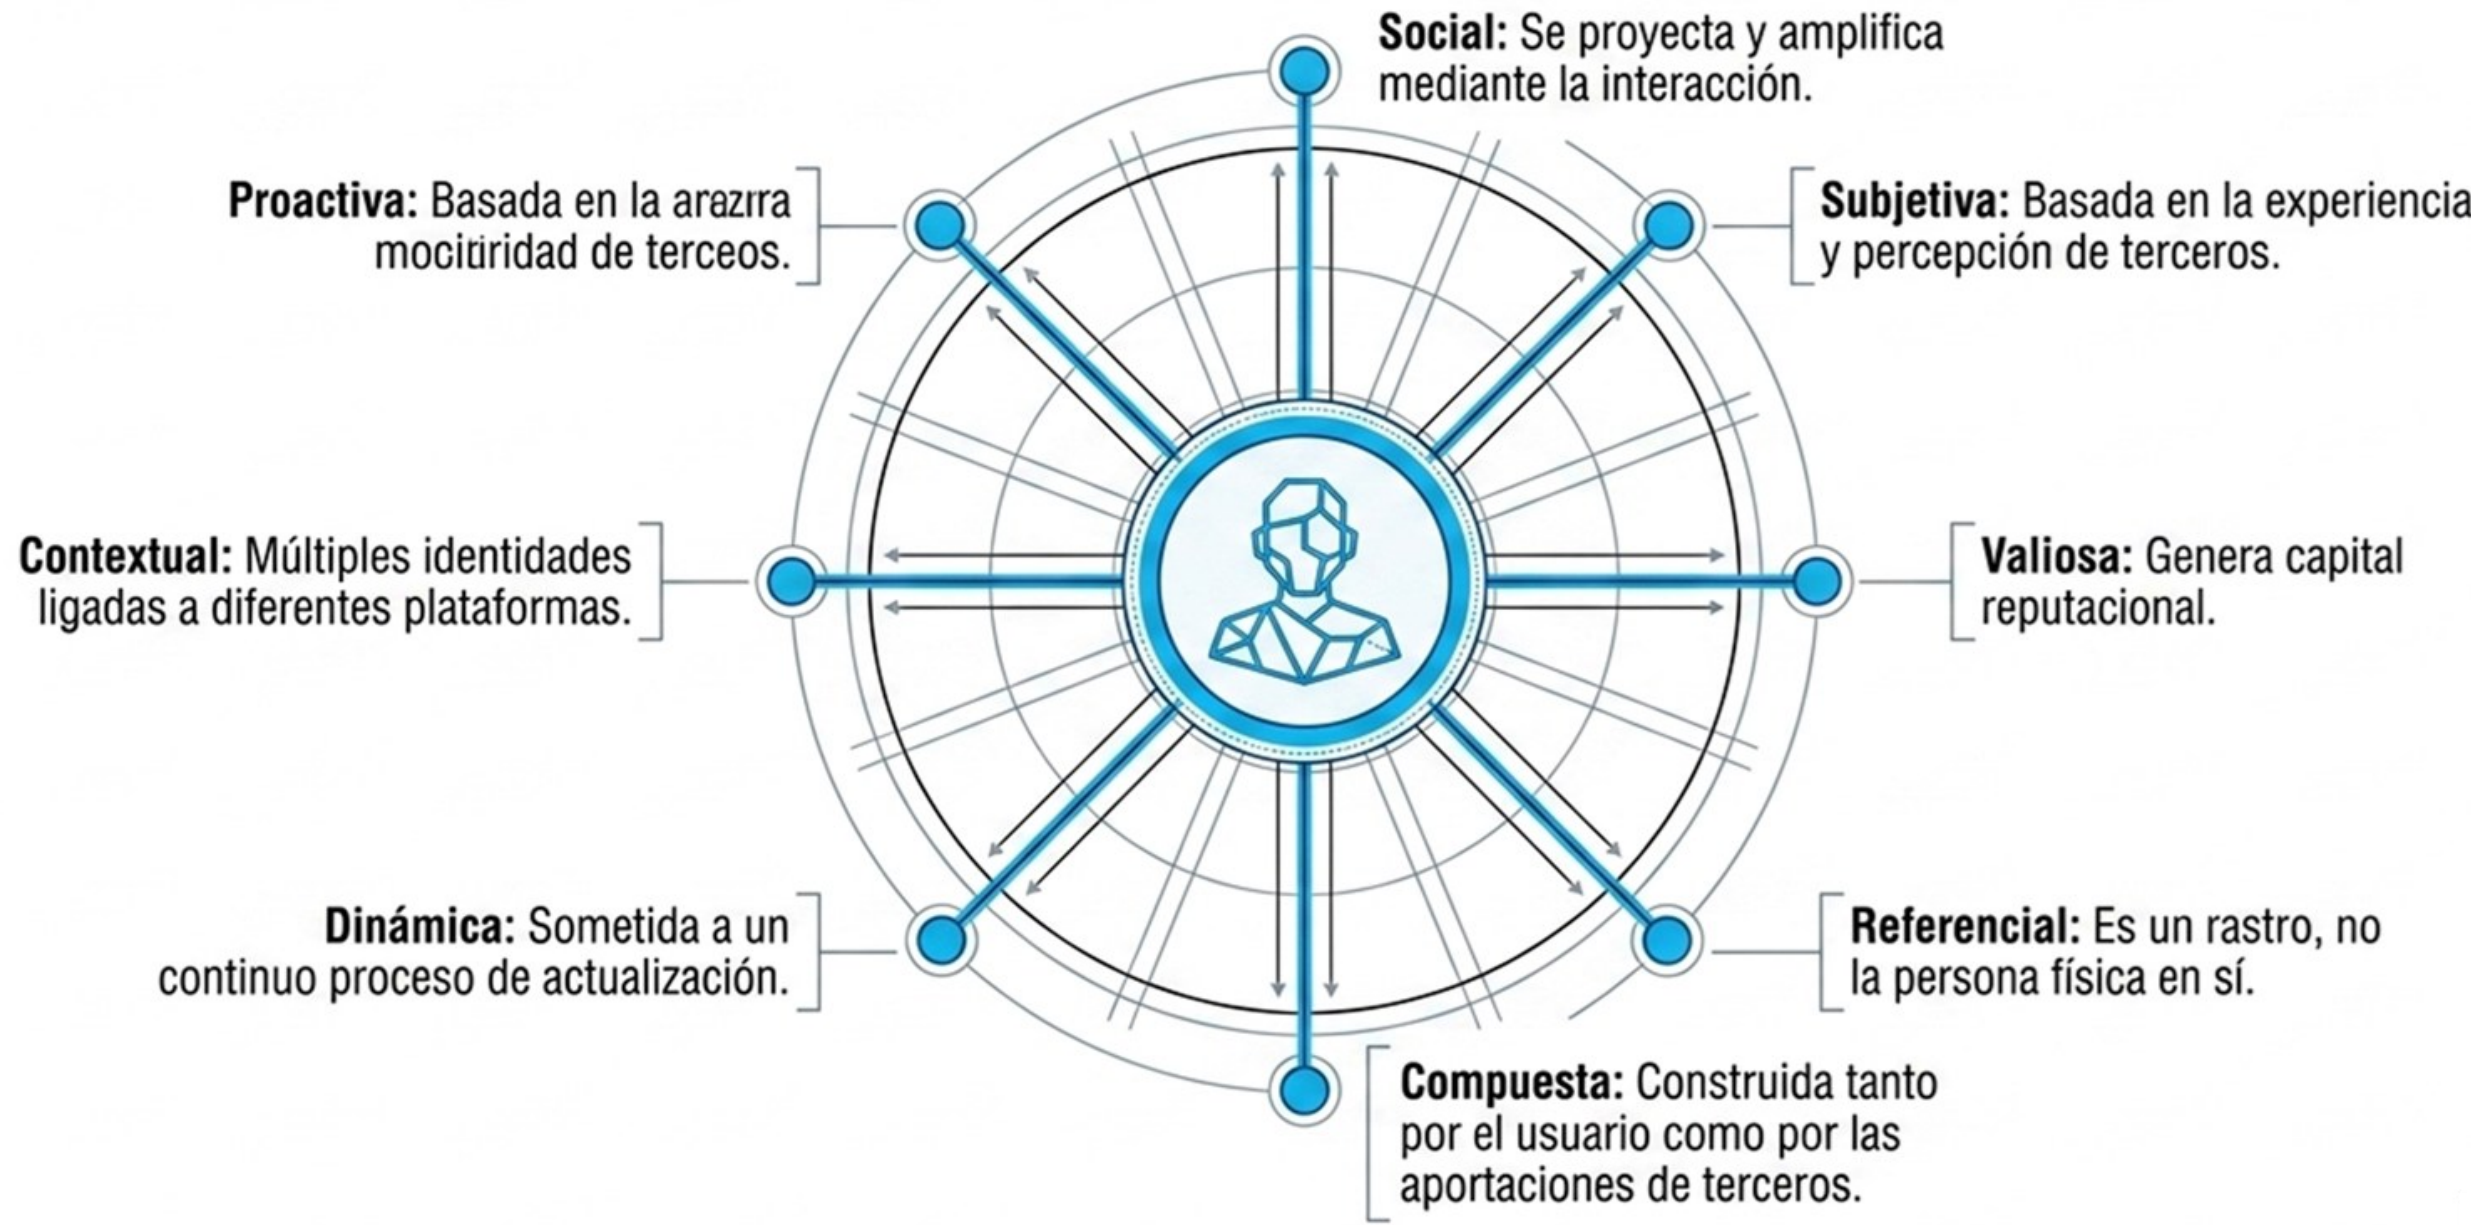 Social: Se proyecta y amplifica
mediante la interacción.
Subjetiva: Basada en la experiencia
y percepción de terceros.
Valiosa: Genera capital
reputacional.
Referencial: Es un rastro, no
la persona física en sí.
Compuesta: Construida tanto
por el usuario como por las
aportaciones de terceros.
Dinámica: Sometida a un
continuo proceso de actualización.
Contextual: Múltiples identidades
ligadas a diferentes plataformas.
Proactiva: Basada en la
de terceos.